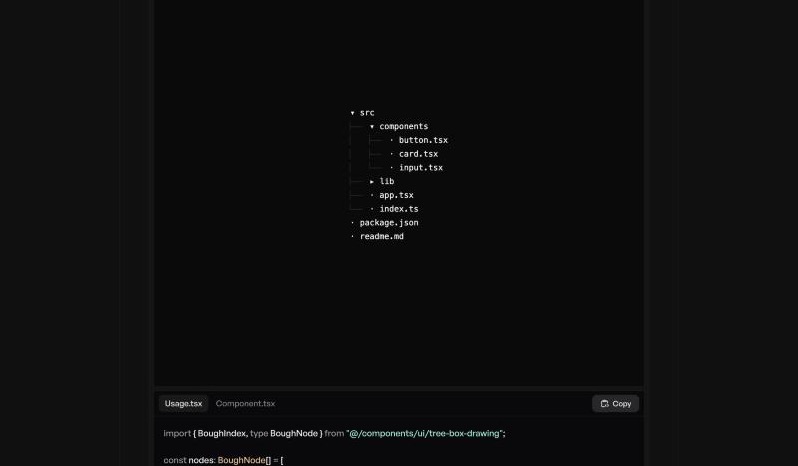 ▾ src
▾ components
· button.tsx
· card.tsx
· input.tsx
▸ lib
· app.tsx
· index.ts
· package.json
· readme.md
Usage.tsx Component.tsx Copy
import { BoughIndex, type BoughNode } from "@/components/ui/tree-box-drawing";
const nodes: BoughNode[] = [